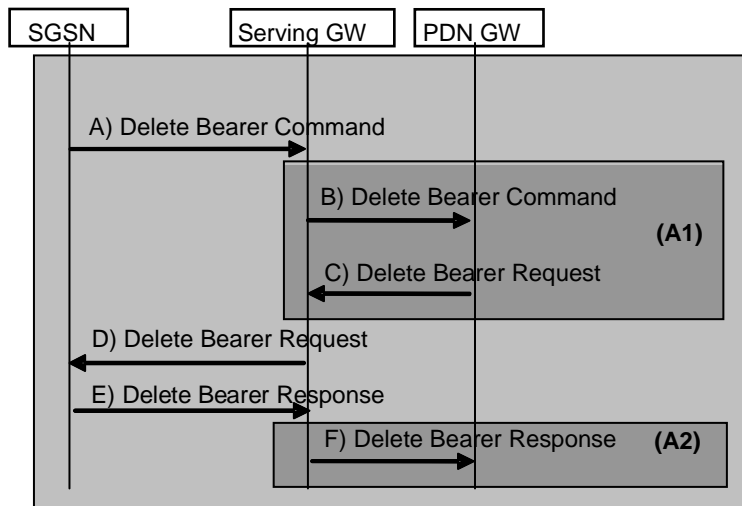 SGSN
Serving GW
PDN GW
A) Delete Bearer Command
B) Delete Bearer Command
(A1)
C) Delete Bearer Request
D) Delete Bearer Request
E) Delete Bearer Response
F) Delete Bearer Response
(A2)